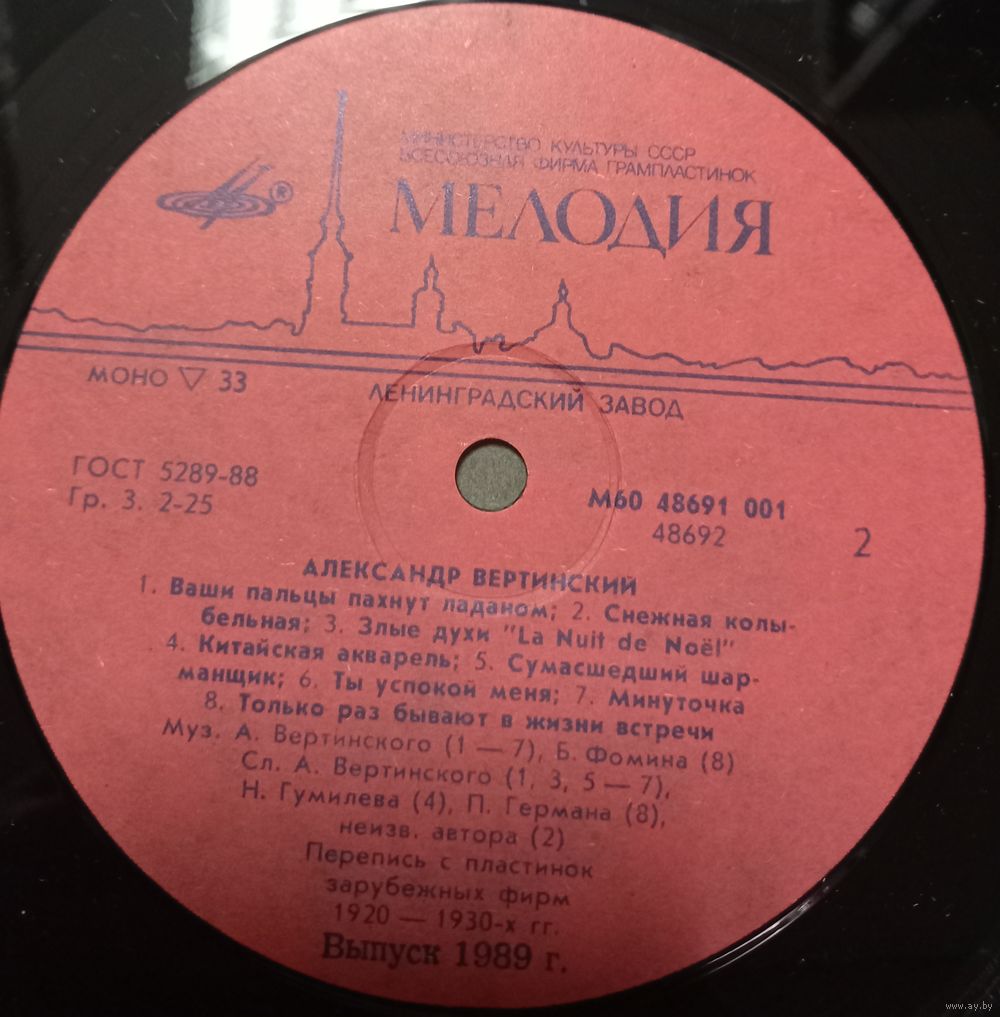 МИНИСТЕРСТВО КУЛЬТУРЫ СССР
ВСЕСОЮЗНАЯ ФИРМА ГРАМПЛАСТИНОК
МЕЛОДИЯ
®
МОНО ▽ 33
ЛЕНИНГРАДСКИЙ ЗАВОД
ГОСТ 5289-88
Гр. 3. 2-25
М60 48691 001
48692
2
АЛЕКСАНДР ВЕРТИНСКИЙ
1. Ваши пальцы пахнут ладаном; 2. Снежная колы-
бельная; 3. Злые духи "La Nuit de Noël"
4. Китайская акварель; 5. Сумасшедший шар-
манщик; 6. Ты успокой меня; 7. Минуточка
8. Только раз бывают в жизни встречи
Муз. А. Вертинского (1 — 7), Б. Фомина (8)
Сл. А. Вертинского (1, 3, 5 — 7),
Н. Гумилева (4), П. Германа (8),
неизв. автора (2)
Перепись с пластинок
зарубежных фирм
1920 — 1930-х гг.
Выпуск 1989 г.
www.ay.by